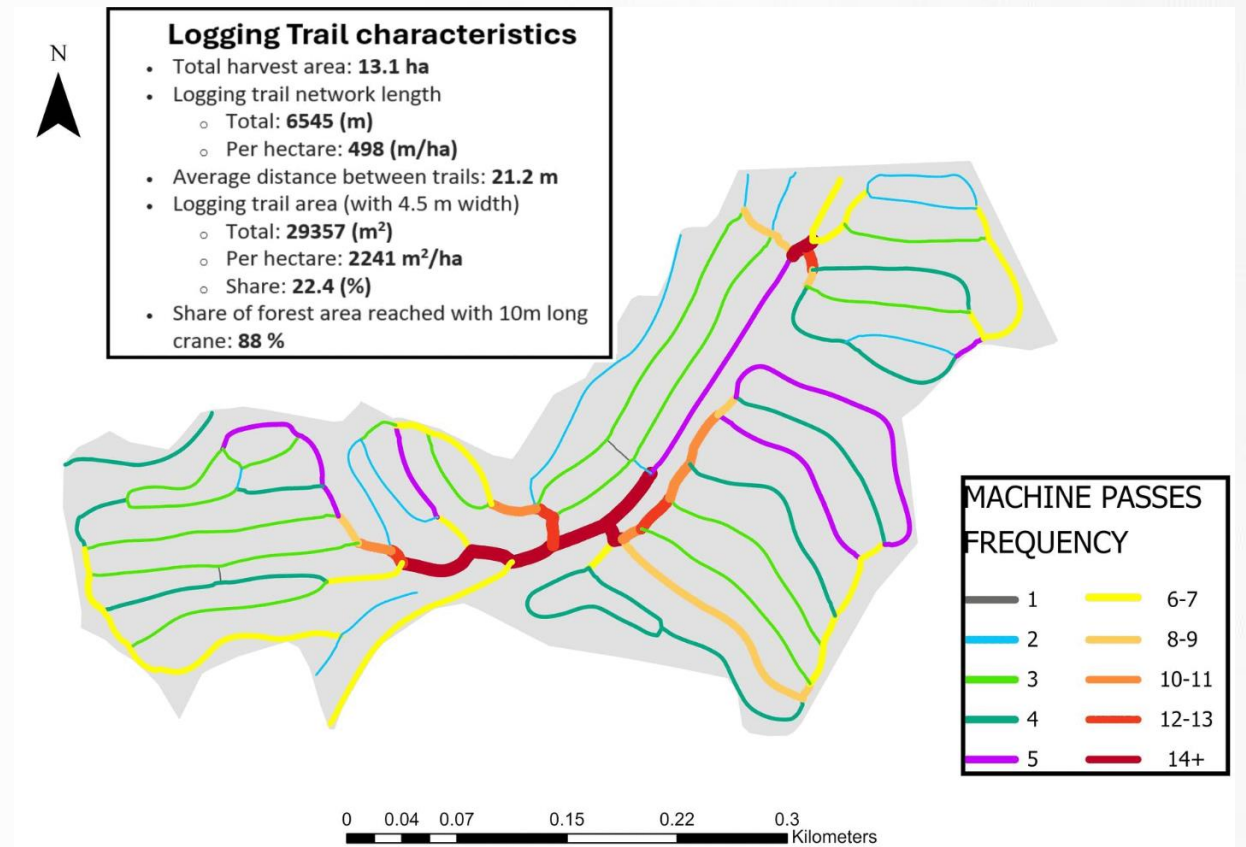 Logging Trail characteristics
N
• Total harvest area: 13.1 ha
• Logging trail network length
o Total: 6545 (m)
o Per hectare: 498 (m/ha)
• Average distance between trails: 21.2 m
• Logging trail area (with 4.5 m width)
o Total: 29357 (m²)
o Per hectare: 2241 m²/ha
o Share: 22.4 (%)
• Share of forest area reached with 10m long
crane: 88 %
MACHINE PASSES
FREQUENCY
1 6-7
2 8-9
3 10-11
4 12-13
5 14+
0 0.04 0.07 0.15 0.22 0.3
Kilometers